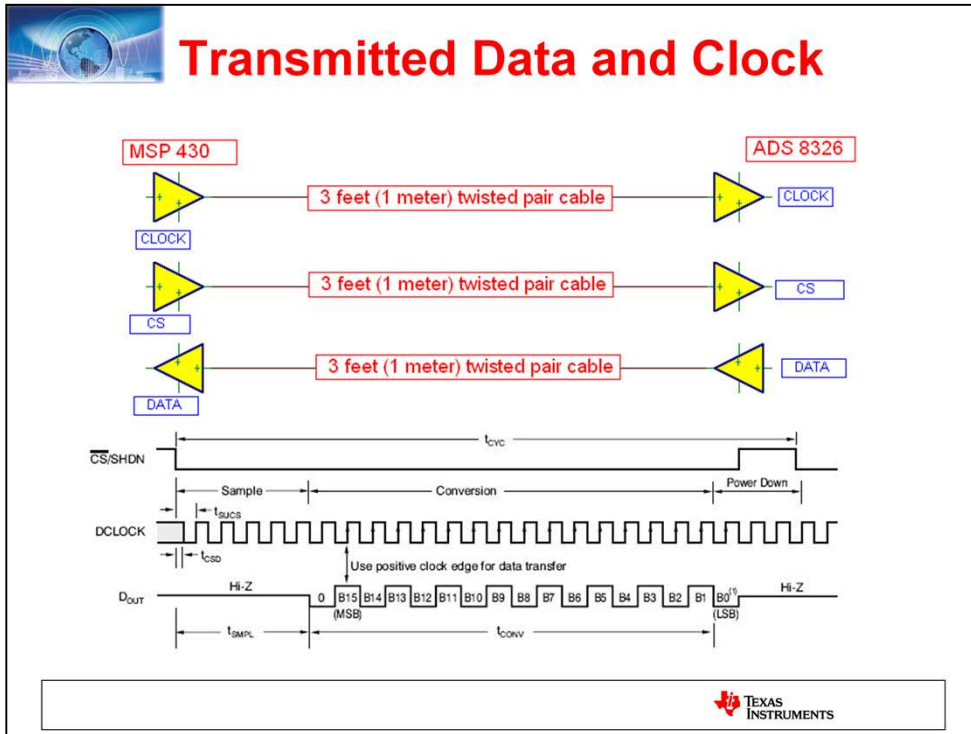 Transmitted Data and Clock
MSP 430
ADS 8326
3 feet (1 meter) twisted pair cable
CLOCK
CLOCK
3 feet (1 meter) twisted pair cable
CS
CS
3 feet (1 meter) twisted pair cable
DATA
DATA
tCYC
CS/SHDN
Sample
Conversion
Power Down
tSUCS
DCLOCK
tCSD
Use positive clock edge for data transfer
Hi-Z
Hi-Z
DOUT
0 B15 B14 B13 B12 B11 B10 B9 B8 B7 B6 B5 B4 B3 B2 B1 B0(1)
(MSB)
(LSB)
tSMPL
tCONV
TEXAS
INSTRUMENTS